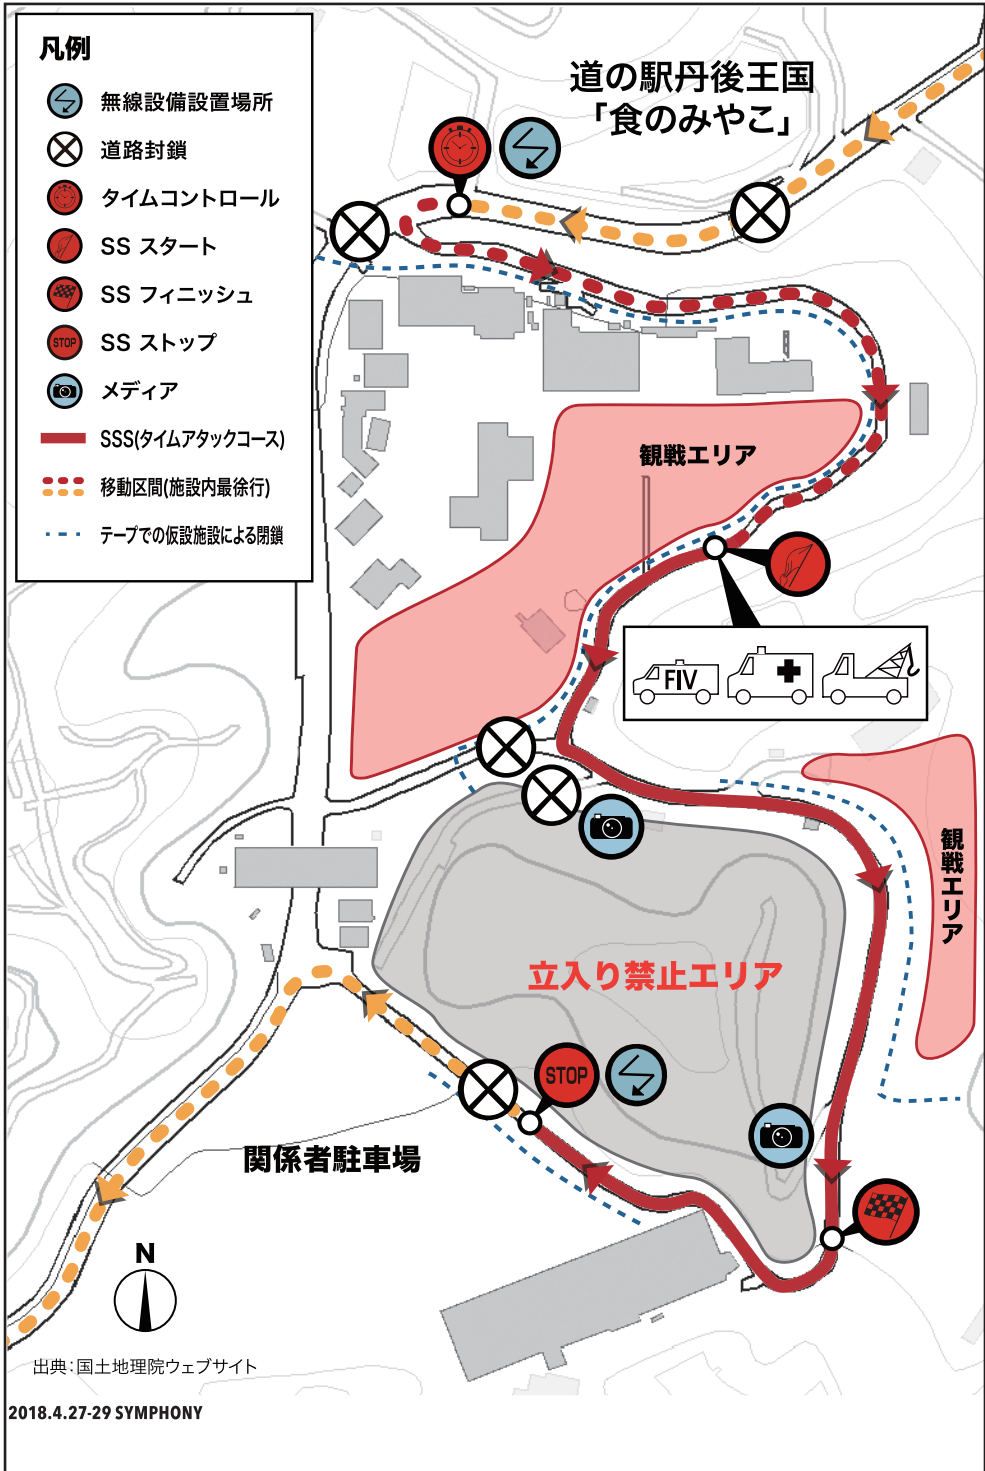 凡例
無線設備設置場所
道路封鎖
タイムコントロール
SS スタート
SS フィニッシュ
STOP
SS ストップ
メディア
SSS(タイムアタックコース)
移動区間(施設内最徐行)
テープでの仮設施設による閉鎖
道の駅丹後王国
「食のみやこ」
観戦エリア
FIV
観戦エリア
立入り禁止エリア
STOP
関係者駐車場
N
出典:国土地理院ウェブサイト
2018.4.27-29 SYMPHONY